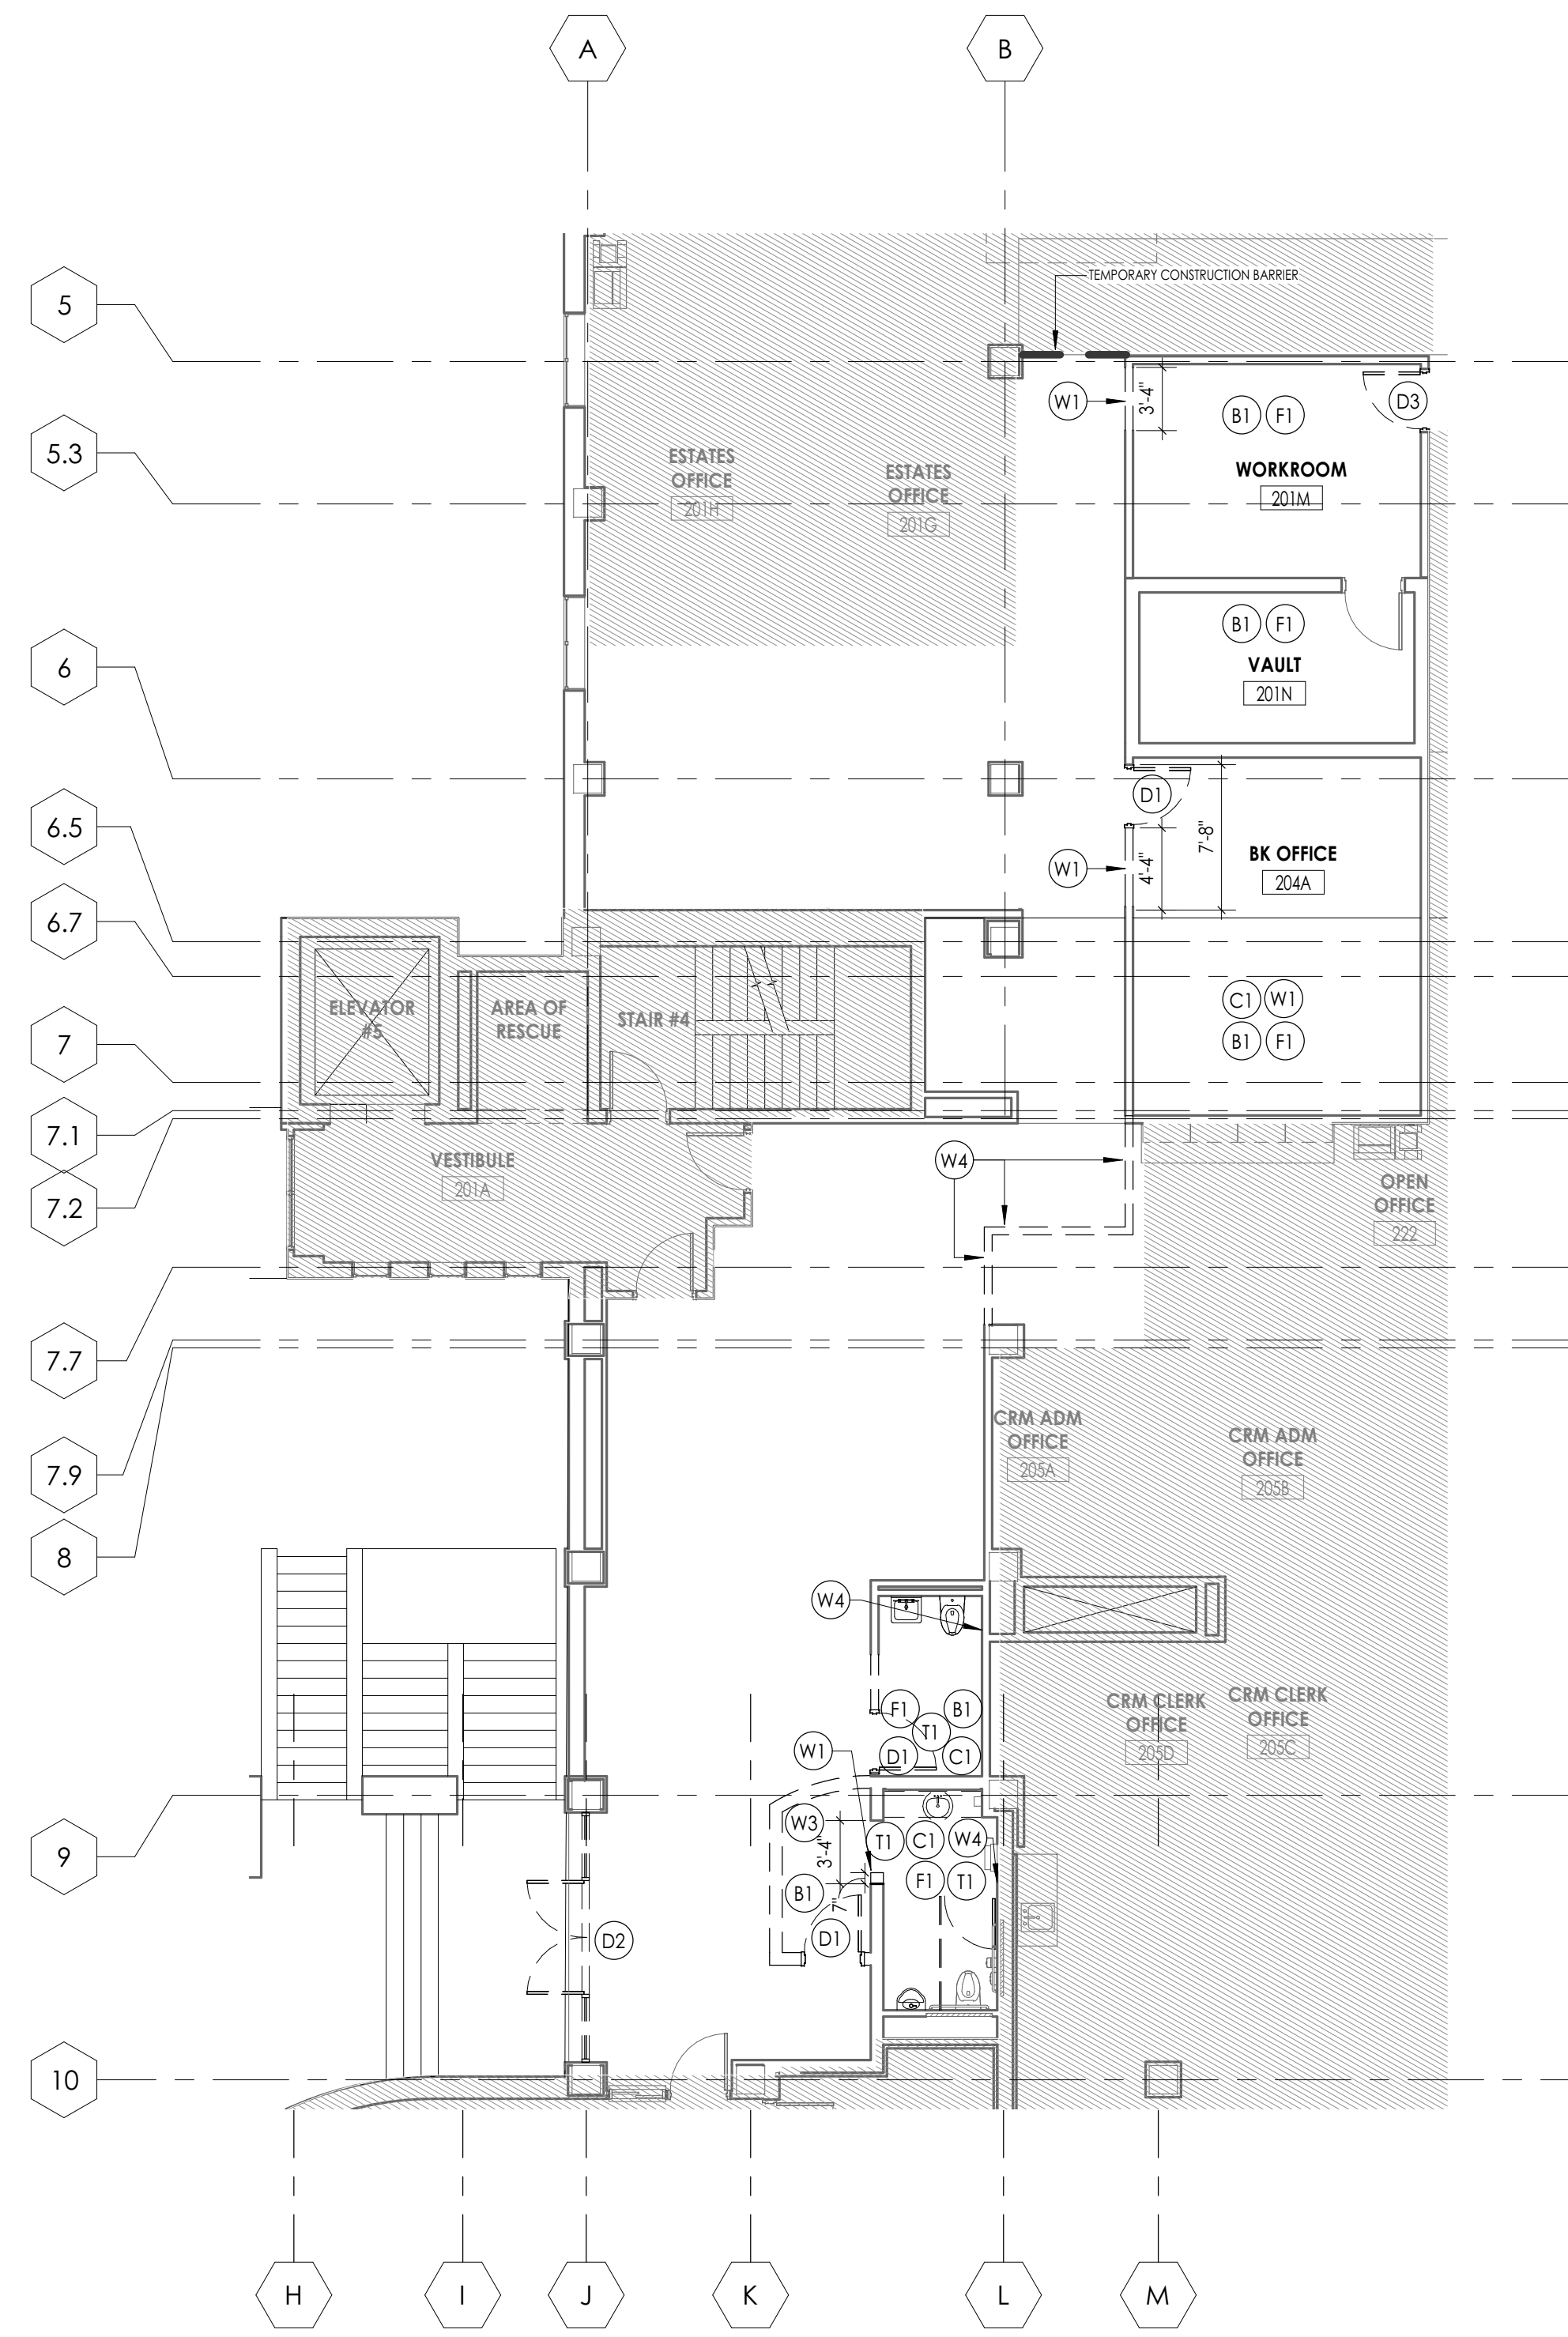 A
B
5
TEMPORARY CONSTRUCTION BARRIER
W1
3'-4"
B1
F1
D3
5.3
ESTATES
OFFICE
201H
ESTATES
OFFICE
201G
WORKROOM
201M
B1
F1
VAULT
201N
6
D1
7'-8"
6.5
W1
4'-4"
BK OFFICE
204A
6.7
ELEVATOR
#5
AREA OF
RESCUE
STAIR #4
C1
W1
B1
F1
7
7.1
7.2
VESTIBULE
201A
W4
OPEN
OFFICE
222
7.7
7.9
8
CRM ADM
OFFICE
205A
CRM ADM
OFFICE
205B
W4
F1
B1
T1
D1
C1
W1
CRM CLERK
OFFICE
205D
CRM CLERK
OFFICE
205C
9
W3
3'-4"
T1
C1
W4
F1
T1
B1
7"
D1
D2
10
H
I
J
K
L
M